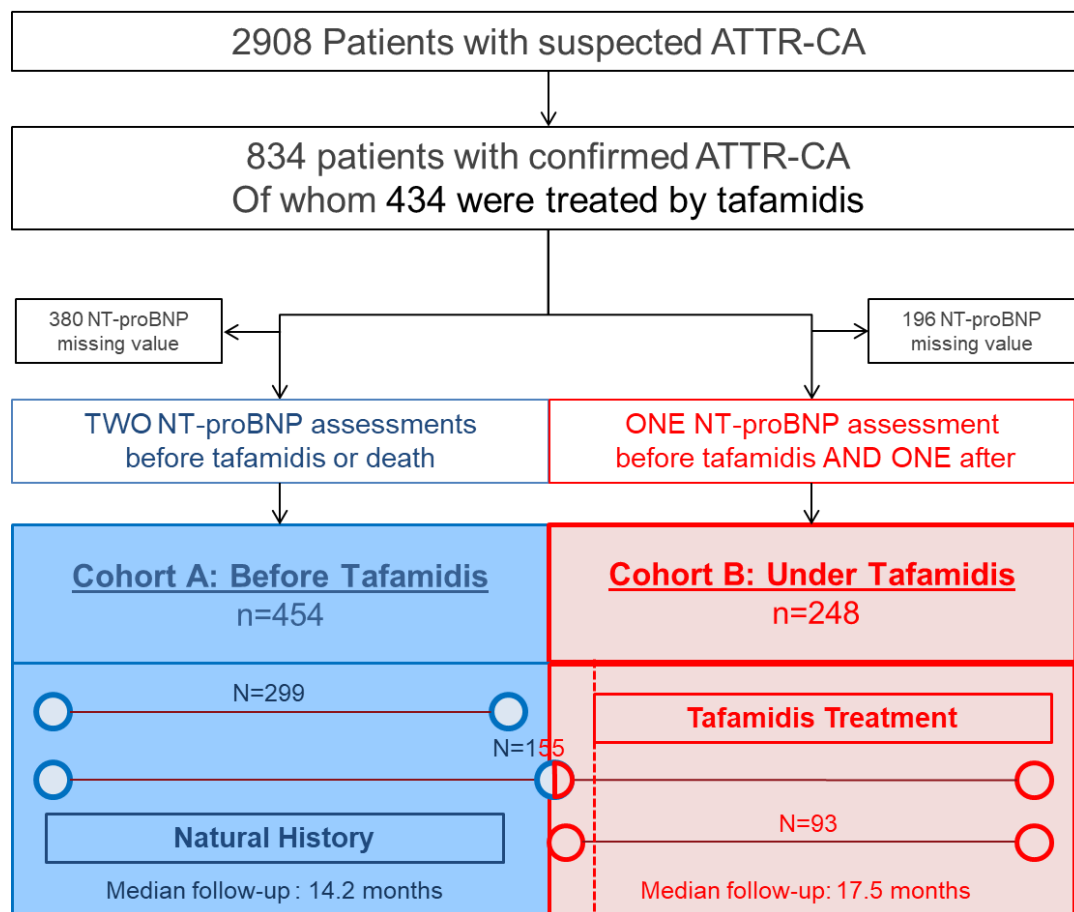 2908 Patients with suspected ATTR-CA
834 patients with confirmed ATTR-CA
Of whom 434 were treated by tafamidis
380 NT-proBNP
missing value
196 NT-proBNP
missing value
TWO NT-proBNP assessments
before tafamidis or death
ONE NT-proBNP assessment
before tafamidis AND ONE after
Cohort A: Before Tafamidis
n=454
Cohort B: Under Tafamidis
n=248
N=299
Tafamidis Treatment
N=155
N=93
Natural History
Median follow-up : 14.2 months
Median follow-up: 17.5 months